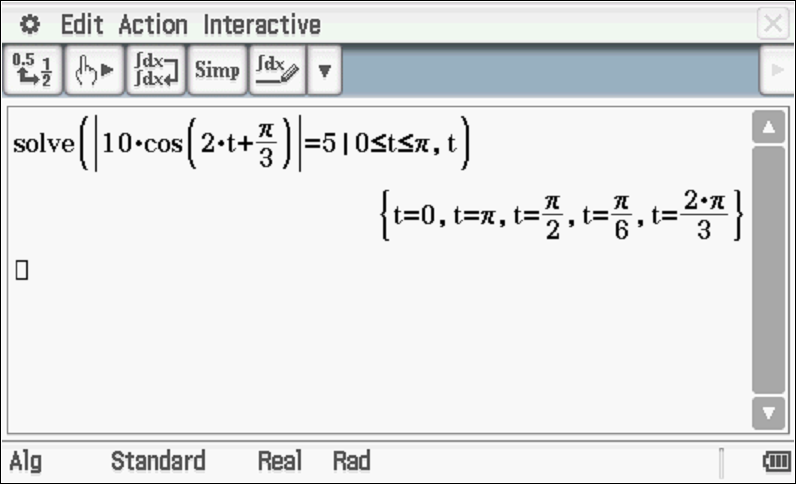 Edit Action Interactive
0.5 1/2 ∫dx ∫dx Simp ∫dx
solve(|10·cos(2·t+π/3)|=5|0≤t≤π,t)
{t=0,t=π,t=π/2,t=π/6,t=2·π/3}
Alg Standard Real Rad